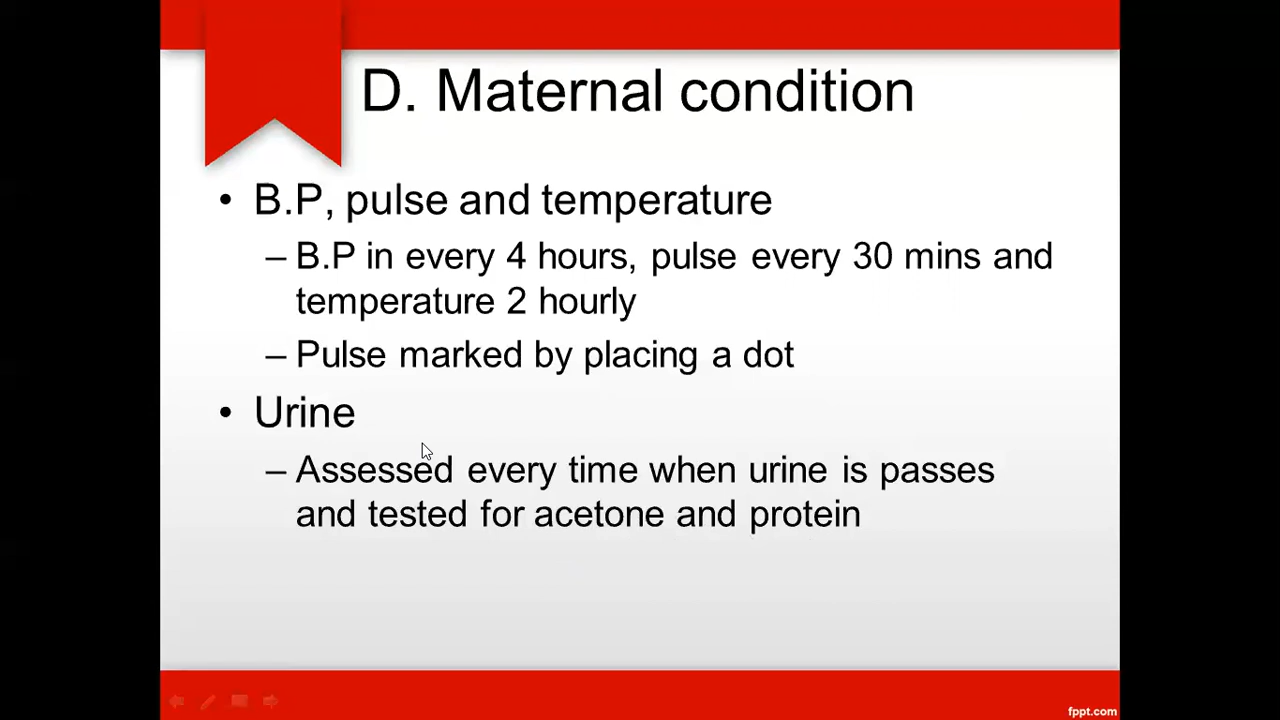 D. Maternal condition
• B.P, pulse and temperature
– B.P in every 4 hours, pulse every 30 mins and
temperature 2 hourly
– Pulse marked by placing a dot
• Urine
– Assessed every time when urine is passes
and tested for acetone and protein
fppt.com